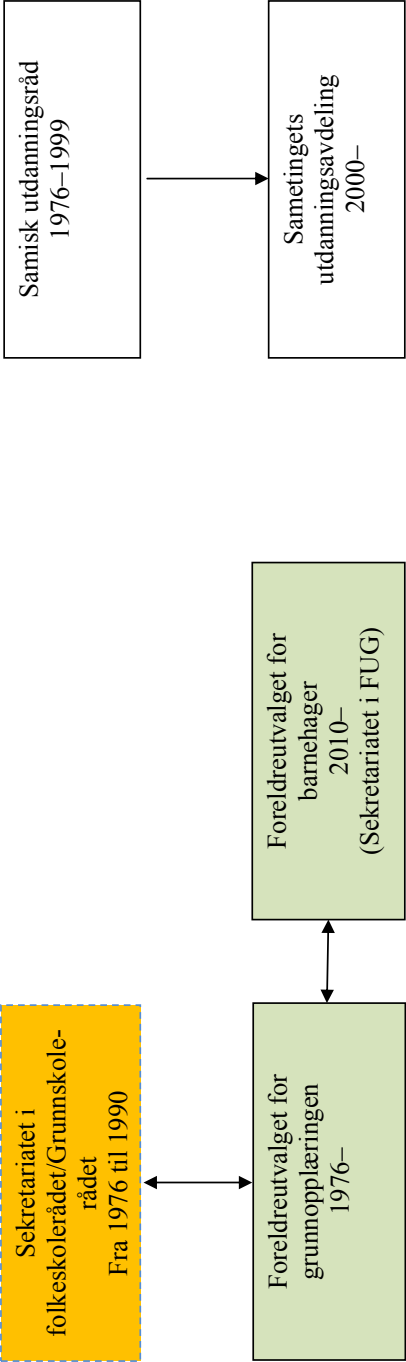 Sekretariatet i
folkeskolerådet/Grunnskole-
rådet
Fra 1976 til 1990
Samisk utdanningsråd
1976–1999
Foreldreutvalget for
grunnopplæringen
1976–
Foreldreutvalget for
barnehager
2010–
(Sekretariatet i FUG)
Sametingets
utdanningsavdeling
2000–